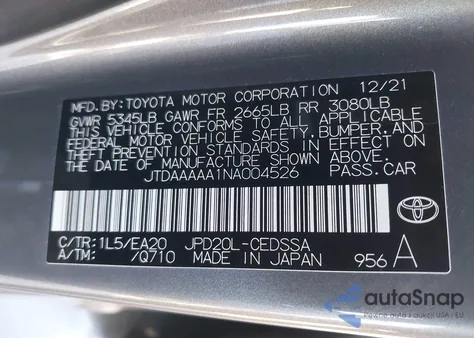 MFD.BY: TOYOTA MOTOR CORPORATION 12/21
GVWR 5345LB GAWR FR 2665LB RR 3080LB
THIS VEHICLE CONFORMS TO ALL APPLICABLE
FEDERAL MOTOR VEHICLE SAFETY, BUMPER, AND
THEFT PREVENTION STANDARDS IN EFFECT ON
THE DATE OF MANUFACTURE SHOWN ABOVE.
JTDAAAAA1NA004526 PASS.CAR
C/TR:1L5/EA20 JPD20L-CEDSSA
A/TM: /Q710 MADE IN JAPAN 956 A
TOYOTA
autoSnap